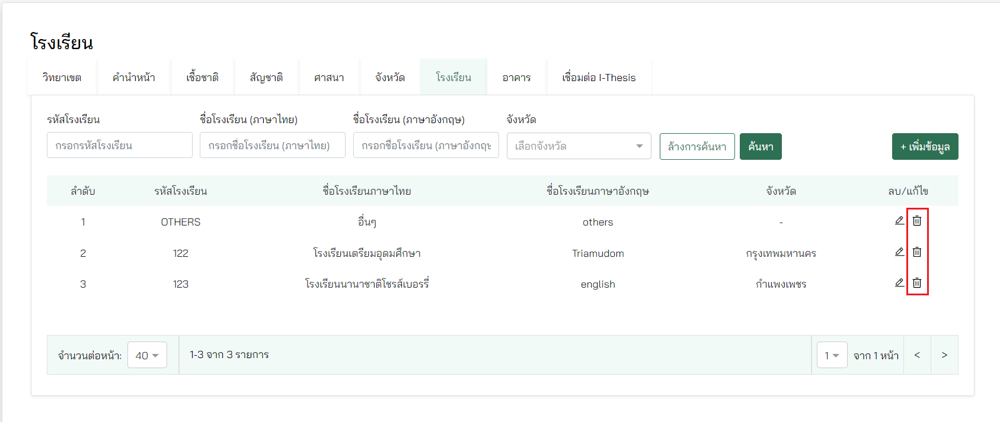 โรงเรียน
วิทยาเขต คำนำหน้า เชื้อชาติ สัญชาติ ศาสนา จังหวัด โรงเรียน อาคาร เชื่อมต่อ I-Thesis
รหัสโรงเรียน ชื่อโรงเรียน (ภาษาไทย) ชื่อโรงเรียน (ภาษาอังกฤษ) จังหวัด
กรอกรหัสโรงเรียน กรอกชื่อโรงเรียน (ภาษาไทย) กรอกชื่อโรงเรียน (ภาษาอังกฤษ เลือกจังหวัด ล้างการค้นหา ค้นหา + เพิ่มข้อมูล
ลำดับ รหัสโรงเรียน ชื่อโรงเรียนภาษาไทย ชื่อโรงเรียนภาษาอังกฤษ จังหวัด ลบ/แก้ไข
1 OTHERS อื่นๆ others -
2 122 โรงเรียนเตรียมอุดมศึกษา Triamudom กรุงเทพมหานคร
3 123 โรงเรียนนานาชาติโชรส์เบอรรี่ english กำแพงเพชร
จำนวนต่อหน้า: 40 1-3 จาก 3 รายการ 1 จาก 1 หน้า < >